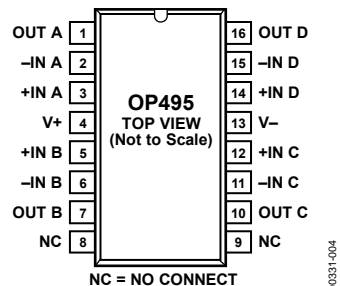 OUT A 1 16 OUT D
–IN A 2 15 –IN D
+IN A 3 14 +IN D
V+ 4 13 V–
+IN B 5 12 +IN C
–IN B 6 11 –IN C
OUT B 7 10 OUT C
NC 8 9 NC
OP495
TOP VIEW
(Not to Scale)
NC = NO CONNECT
0331-004